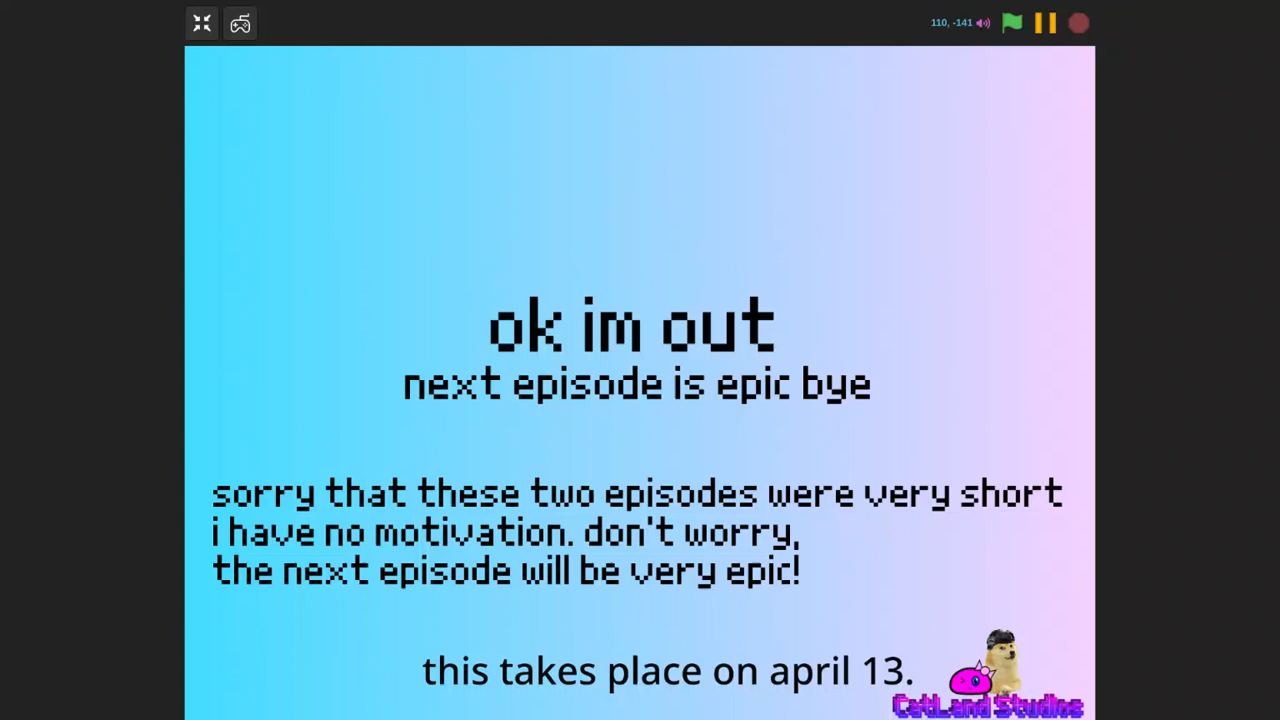 110, -141
ok im out
next episode is epic bye
sorry that these two episodes were very short
i have no motivation. don't worry,
the next episode will be very epic!
this takes place on april 13.
CatLand Studios